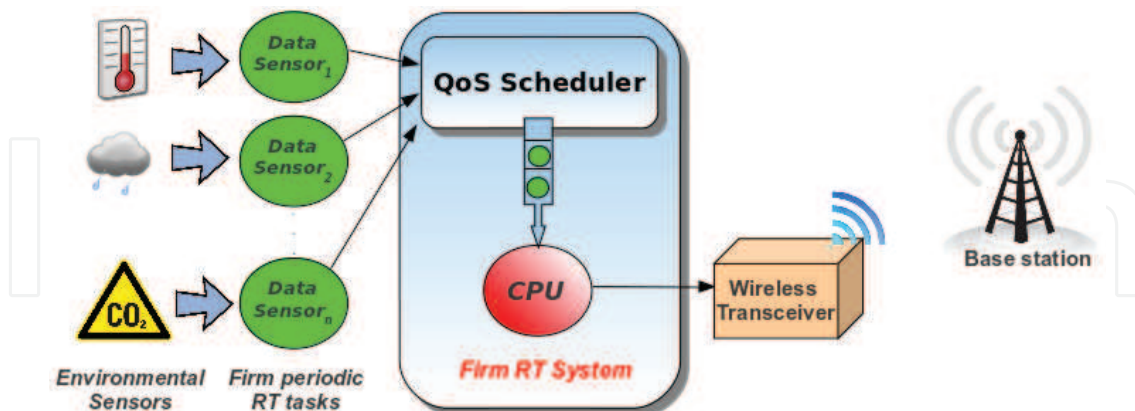 Data
Sensor1
QoS Scheduler
Data
Sensor2
Data
Sensorn
CO2
CPU
Wireless
Transceiver
Base station
Firm RT System
Environmental
Sensors
Firm periodic
RT tasks